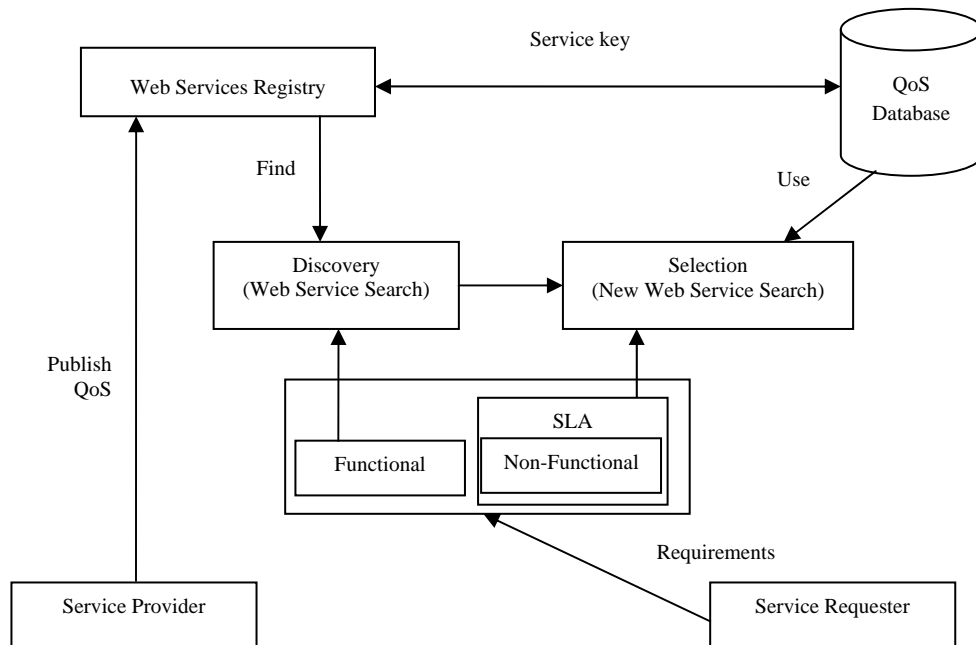 Service key
Web Services Registry
QoS
Database
Find
Use
Discovery
(Web Service Search)
Selection
(New Web Service Search)
Publish
QoS
SLA
Functional
Non-Functional
Requirements
Service Provider
Service Requester